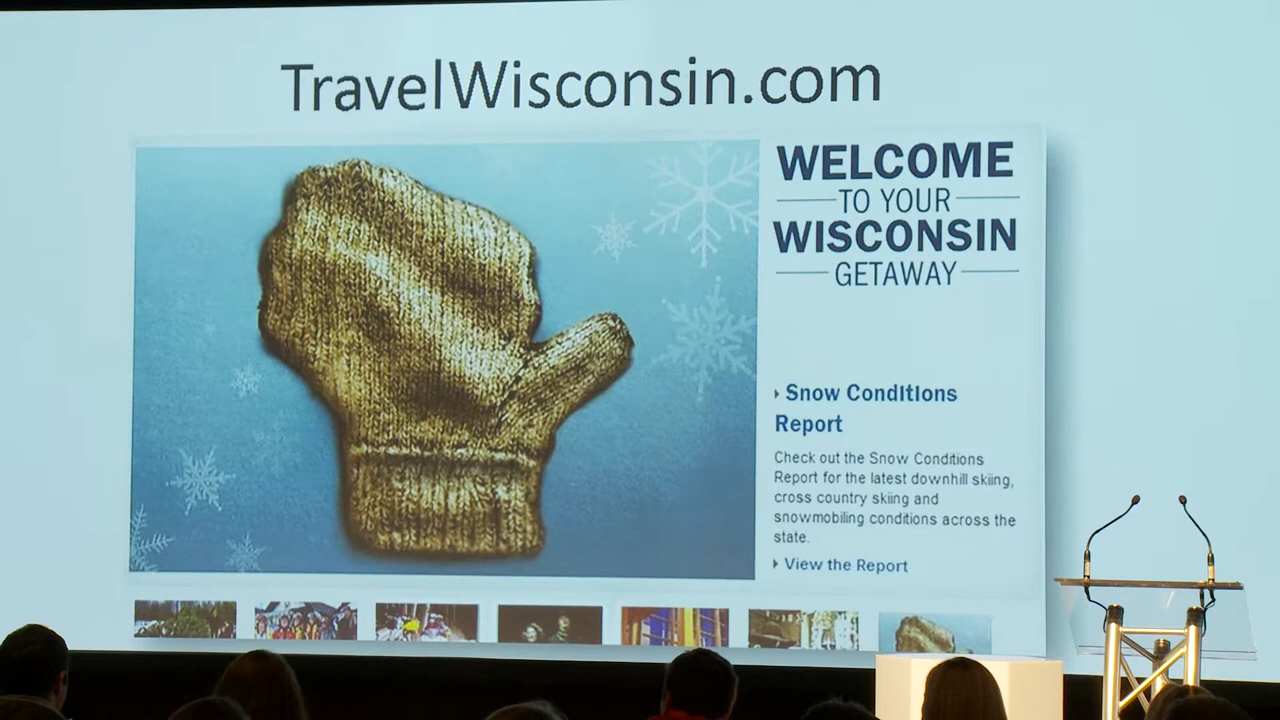 TravelWisconsin.com
WELCOME
TO YOUR
WISCONSIN
GETAWAY
Snow Conditions
Report
Check out the Snow Conditions
Report for the latest downhill skiing,
cross country skiing and
snowmobiling conditions across the
state.
View the Report